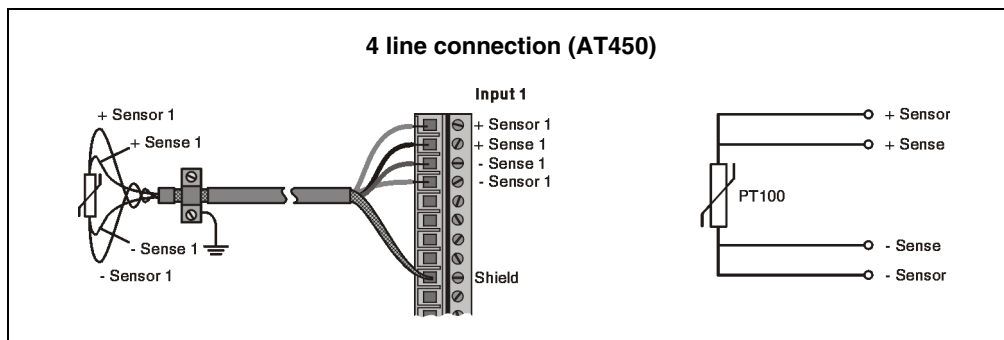 4 line connection (AT450)
Input 1
+ Sensor 1
+ Sense 1
- Sense 1
- Sensor 1
+ Sensor 1
+ Sense 1
- Sense 1
- Sensor 1
Shield
+ Sensor
+ Sense
PT100
- Sense
- Sensor